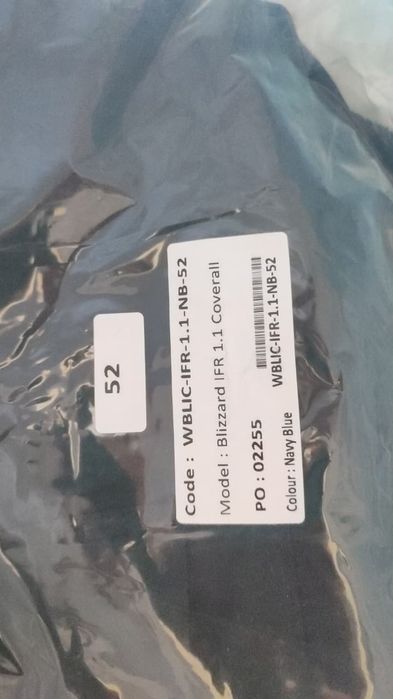 52
Code : WBLIC-IFR-1.1-NB-52
Model : Blizzard IFR 1.1 Coverall
PO : 02255
WBLIC-IFR-1.1-NB-52
Colour : Navy Blue